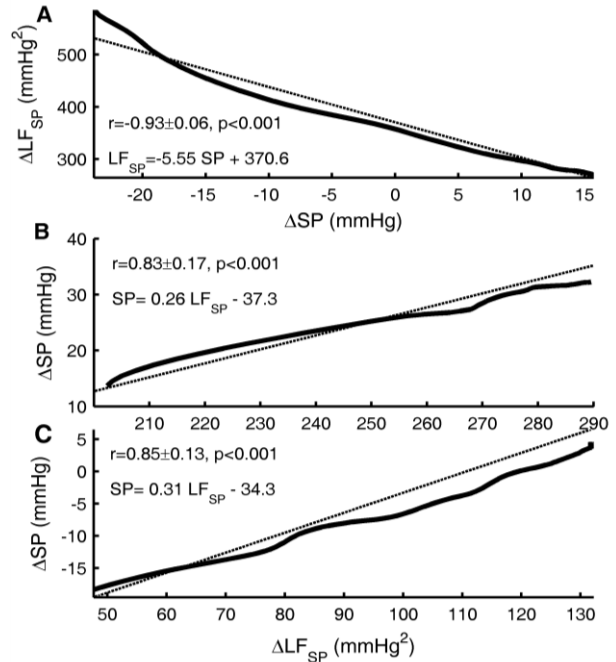 A
ΔLF_SP (mmHg²)
500
400
300
r=-0.93±0.06, p<0.001
LF_SP=-5.55 SP + 370.6
-20 -15 -10 -5 0 5 10 15
ΔSP (mmHg)
B
ΔSP (mmHg)
40
30
20
10
r=0.83±0.17, p<0.001
SP= 0.26 LF_SP - 37.3
210 220 230 240 250 260 270 280 290
C
ΔSP (mmHg)
5
0
-5
-10
-15
r=0.85±0.13, p<0.001
SP= 0.31 LF_SP - 34.3
50 60 70 80 90 100 110 120 130
ΔLF_SP (mmHg²)